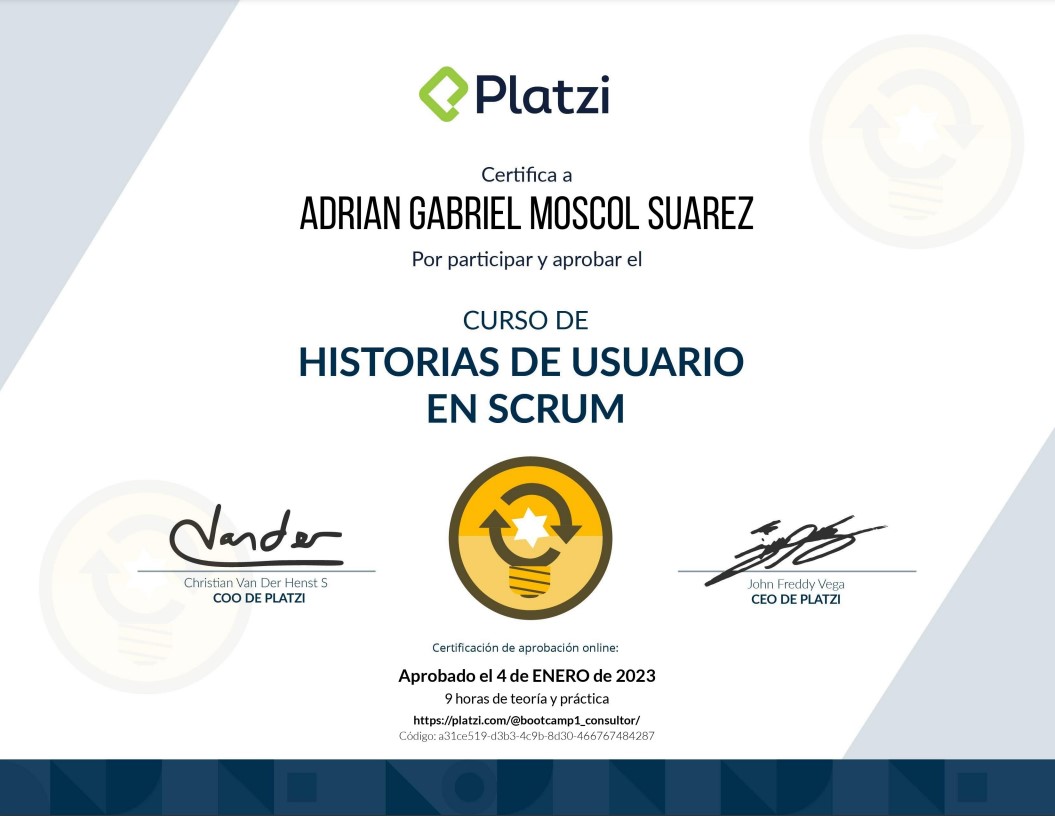 Platzi
Certifica a
ADRIAN GABRIEL MOSCOL SUAREZ
Por participar y aprobar el
CURSO DE
HISTORIAS DE USUARIO
EN SCRUM
Vander
Christian Van Der Henst S
COO DE PLATZI
John Freddy Vega
CEO DE PLATZI
Certificación de aprobación online:
Aprobado el 4 de ENERO de 2023
9 horas de teoría y práctica
https://platzi.com/@bootcamp1_consultor/
Código: a31ce519-d3b3-4c9b-8d30-466767484287